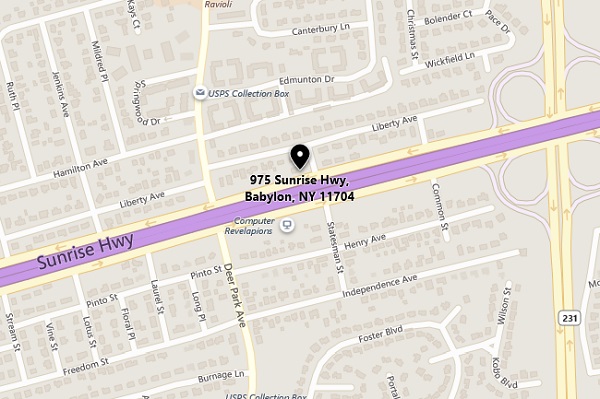 Ravioli
Kays Ct
Canterbury Ln
Christmas St
Bolender Ct
Pace Dr
Mildred Pl
Wickfield Ln
Ruth Pl
Jenkins Ave
Springwood Dr
Edmunton Dr
USPS Collection Box
Liberty Ave
Hamilton Ave
975 Sunrise Hwy,
Babylon, NY 11704
Liberty Ave
Common St
Computer
Revelapions
Statesman St
Sunrise Hwy
Henry Ave
Pinto St
Deer Park Ave
Independence Ave
Pinto St
Laurel St
Long Pl
Wilson St
Stream St
Vine St
Lotus St
Floral Pl
231
Foster Blvd
Freedom St
Kobo Blvd
Burnage Ln
USPS Collection Box